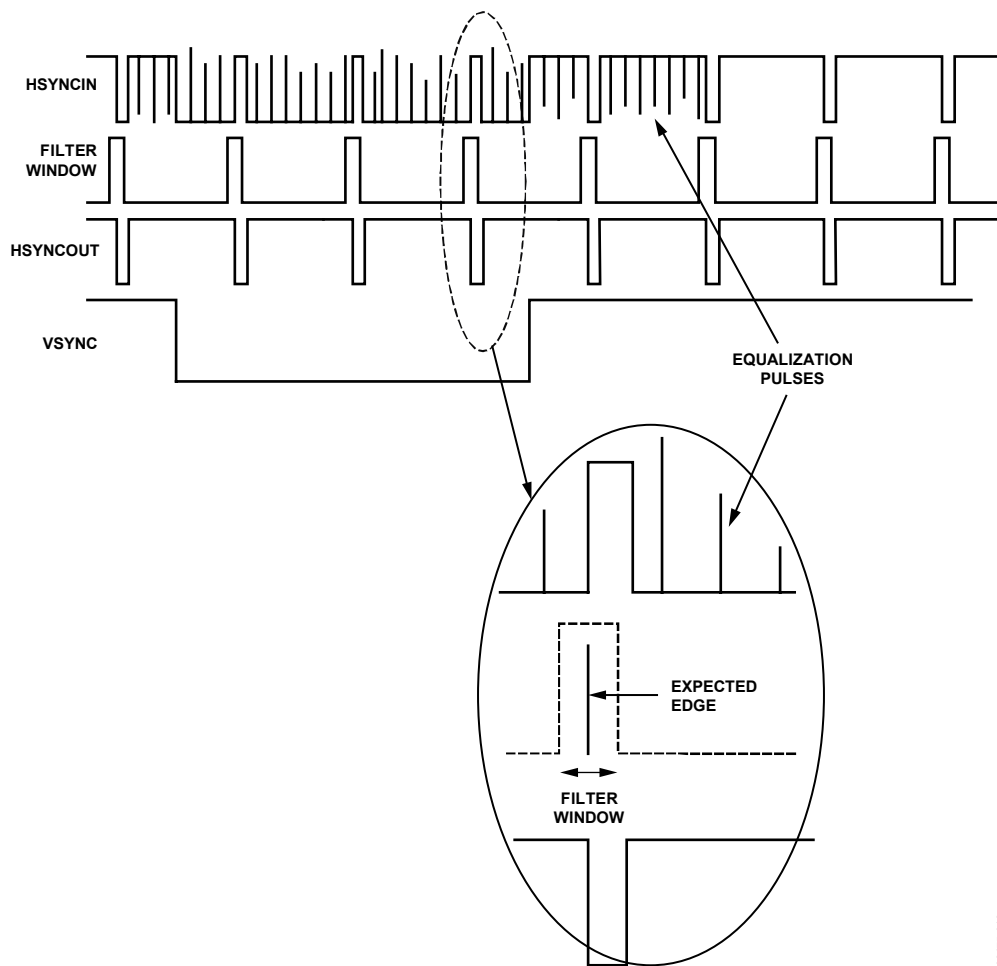 HSYNCIN
FILTER
WINDOW
HSYNCOUT
VSYNC
EQUALIZATION
PULSES
EXPECTED
EDGE
FILTER
WINDOW